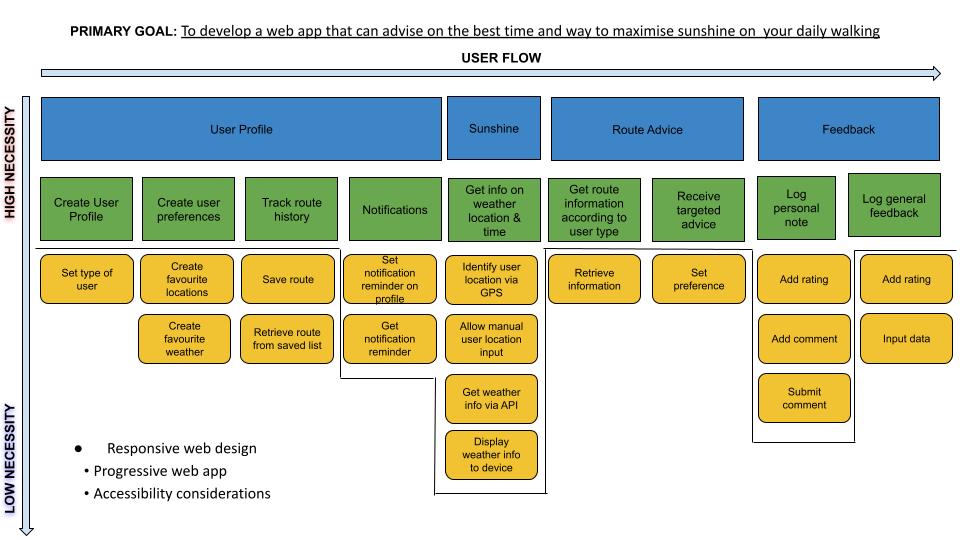 PRIMARY GOAL: To develop a web app that can advise on the best time and way to maximise sunshine on your daily walking
USER FLOW
HIGH NECESSITY
LOW NECESSITY
User Profile
Sunshine
Route Advice
Feedback
Create User
Profile
Create user
preferences
Track route
history
Notifications
Get info on
weather
location &
time
Get route
information
according to
user type
Receive
targeted
advice
Log
personal
note
Log general
feedback
Set type of
user
Create
favourite
locations
Save route
Set
notification
reminder on
profile
Identify user
location via
GPS
Retrieve
information
Set
preference
Add rating
Add rating
Create
favourite
weather
Retrieve route
from saved list
Get
notification
reminder
Allow manual
user location
input
Add comment
Input data
Get weather
info via API
Submit
comment
Display
weather info
to device
● Responsive web design
• Progressive web app
• Accessibility considerations